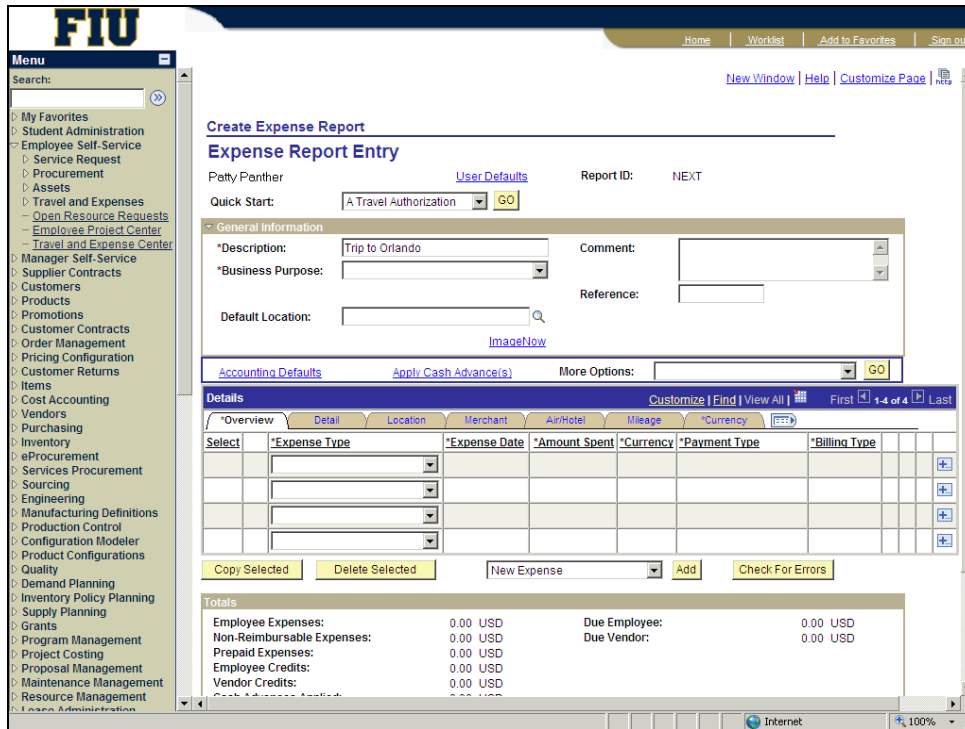 FIU
Home | Worklist | Add to Favorites | Sign ou
Menu
Search:
New Window | Help | Customize Page | http
My Favorites
Student Administration
Employee Self-Service
Service Request
Procurement
Assets
Travel and Expenses
Open Resource Requests
Employee Project Center
Travel and Expense Center
Manager Self-Service
Supplier Contracts
Customers
Products
Promotions
Customer Contracts
Order Management
Pricing Configuration
Customer Returns
Items
Cost Accounting
Vendors
Purchasing
Inventory
eProcurement
Services Procurement
Sourcing
Engineering
Manufacturing Definitions
Production Control
Configuration Modeler
Product Configurations
Quality
Demand Planning
Inventory Policy Planning
Supply Planning
Grants
Program Management
Project Costing
Proposal Management
Maintenance Management
Resource Management
Lease Administration
Create Expense Report
Expense Report Entry
Patty Panther User Defaults Report ID: NEXT
Quick Start: A Travel Authorization GO
General Information
*Description: Trip to Orlando Comment:
*Business Purpose:
Reference:
Default Location:
ImageNow
Accounting Defaults Apply Cash Advance(s) More Options: GO
Details Customize | Find | View All | First 1-4 of 4 Last
*Overview Detail Location Merchant Air/Hotel Mileage *Currency
Select *Expense Type *Expense Date *Amount Spent *Currency *Payment Type *Billing Type
Copy Selected Delete Selected New Expense Add Check For Errors
Totals
Employee Expenses: 0.00 USD Due Employee: 0.00 USD
Non-Reimbursable Expenses: 0.00 USD Due Vendor: 0.00 USD
Prepaid Expenses: 0.00 USD
Employee Credits: 0.00 USD
Vendor Credits: 0.00 USD
Cash Advances Applied: 0.00 USD
Internet 100%